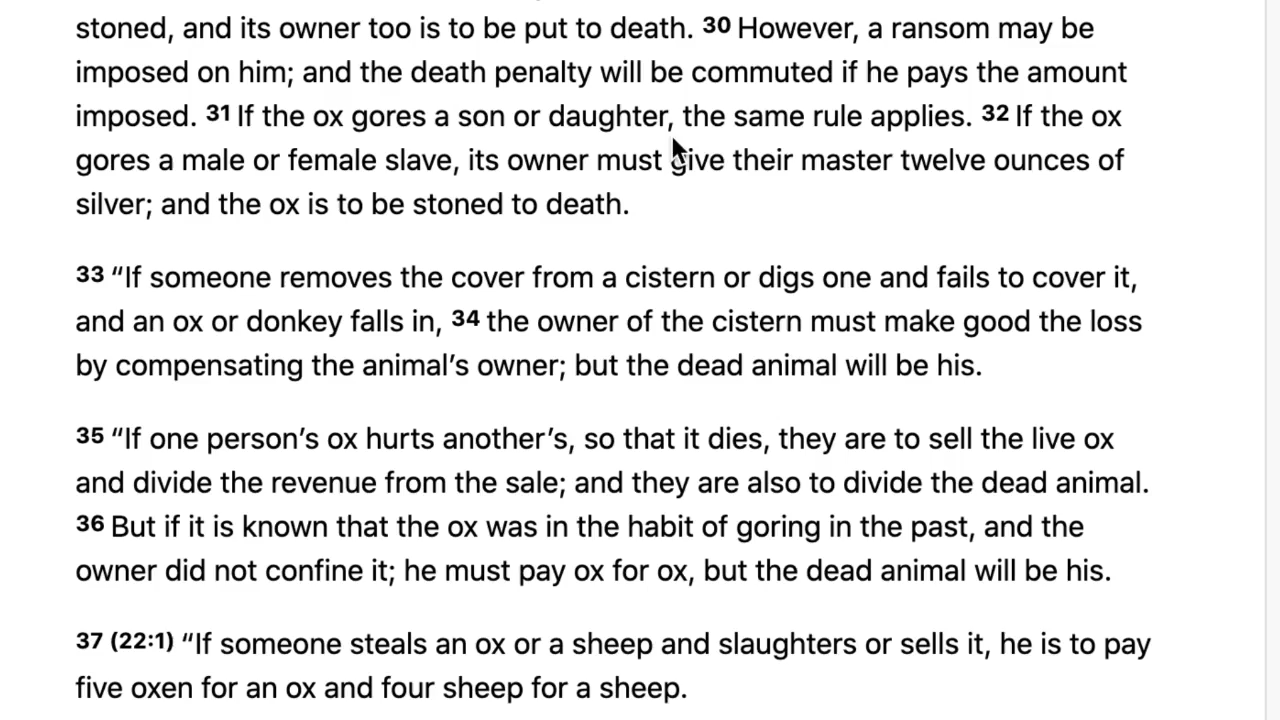 stoned, and its owner too is to be put to death. 30 However, a ransom may be
imposed on him; and the death penalty will be commuted if he pays the amount
imposed. 31 If the ox gores a son or daughter, the same rule applies. 32 If the ox
gores a male or female slave, its owner must give their master twelve ounces of
silver; and the ox is to be stoned to death.
33 “If someone removes the cover from a cistern or digs one and fails to cover it,
and an ox or donkey falls in, 34 the owner of the cistern must make good the loss
by compensating the animal’s owner; but the dead animal will be his.
35 “If one person’s ox hurts another’s, so that it dies, they are to sell the live ox
and divide the revenue from the sale; and they are also to divide the dead animal.
36 But if it is known that the ox was in the habit of goring in the past, and the
owner did not confine it; he must pay ox for ox, but the dead animal will be his.
37 (22:1) “If someone steals an ox or a sheep and slaughters or sells it, he is to pay
five oxen for an ox and four sheep for a sheep.